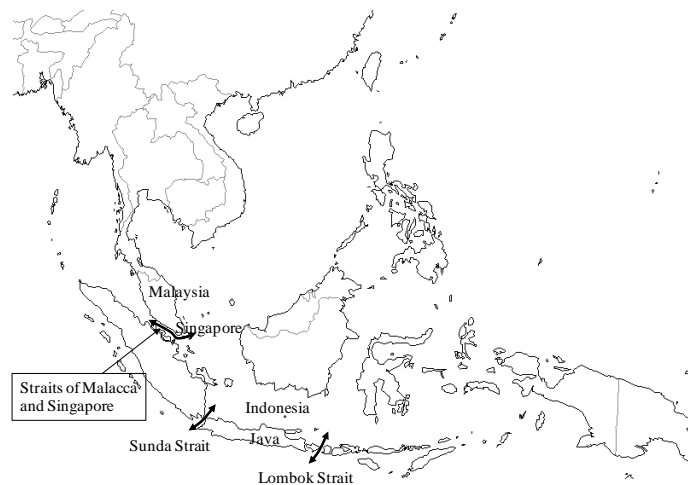 Malaysia
Singapore
Straits of Malacca
and Singapore
Indonesia
Java
Sunda Strait
Lombok Strait